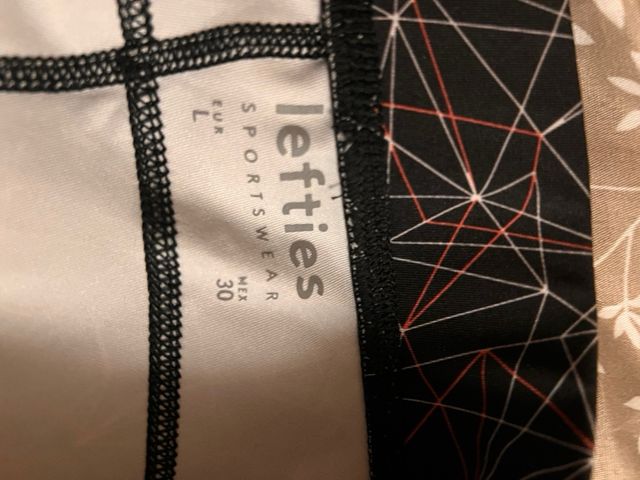 lefties
SPORTSWEAR
EUR MEX
L 30